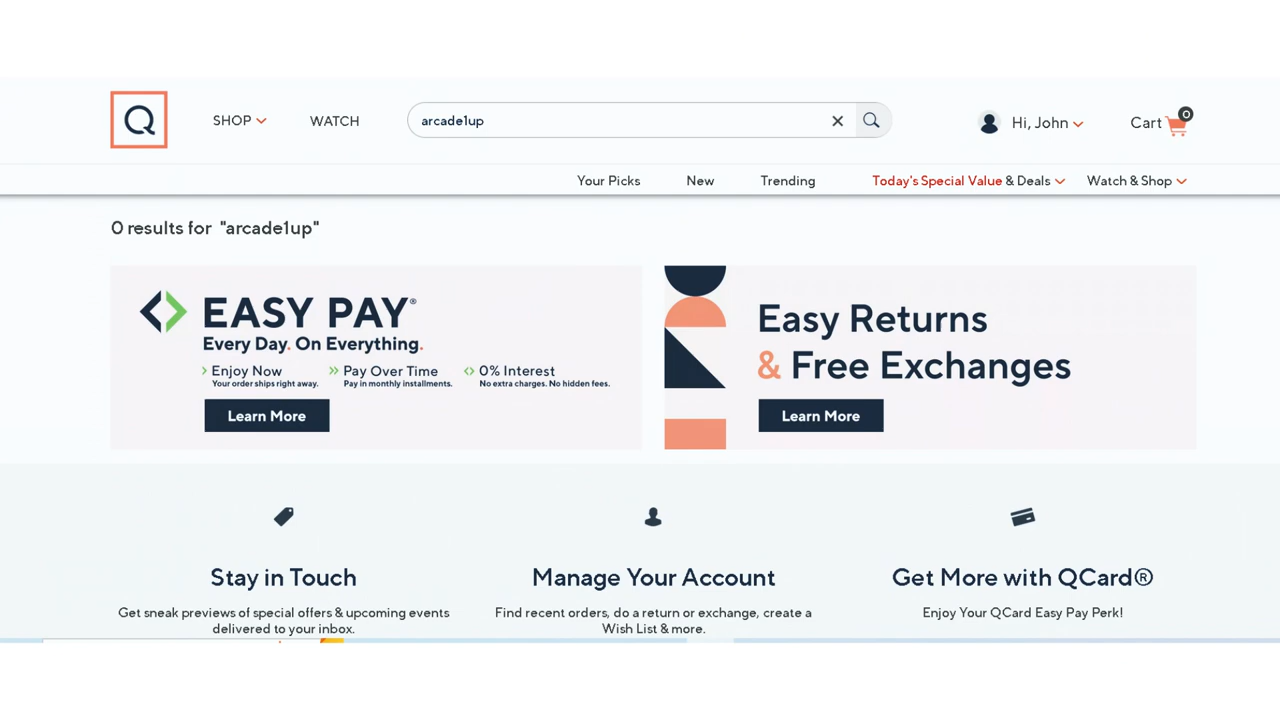 Q
SHOP
WATCH
arcade1up
Hi, John
Cart
0
Your Picks
New
Trending
Today's Special Value & Deals
Watch & Shop
0 results for "arcade1up"
EASY PAY®
Every Day. On Everything.
Enjoy Now
Your order ships right away.
Pay Over Time
Pay in monthly installments.
0% Interest
No extra charges. No hidden fees.
Learn More
Easy Returns
& Free Exchanges
Learn More
Stay in Touch
Get sneak previews of special offers & upcoming events
delivered to your inbox.
Manage Your Account
Find recent orders, do a return or exchange, create a
Wish List & more.
Get More with QCard®
Enjoy Your QCard Easy Pay Perk!